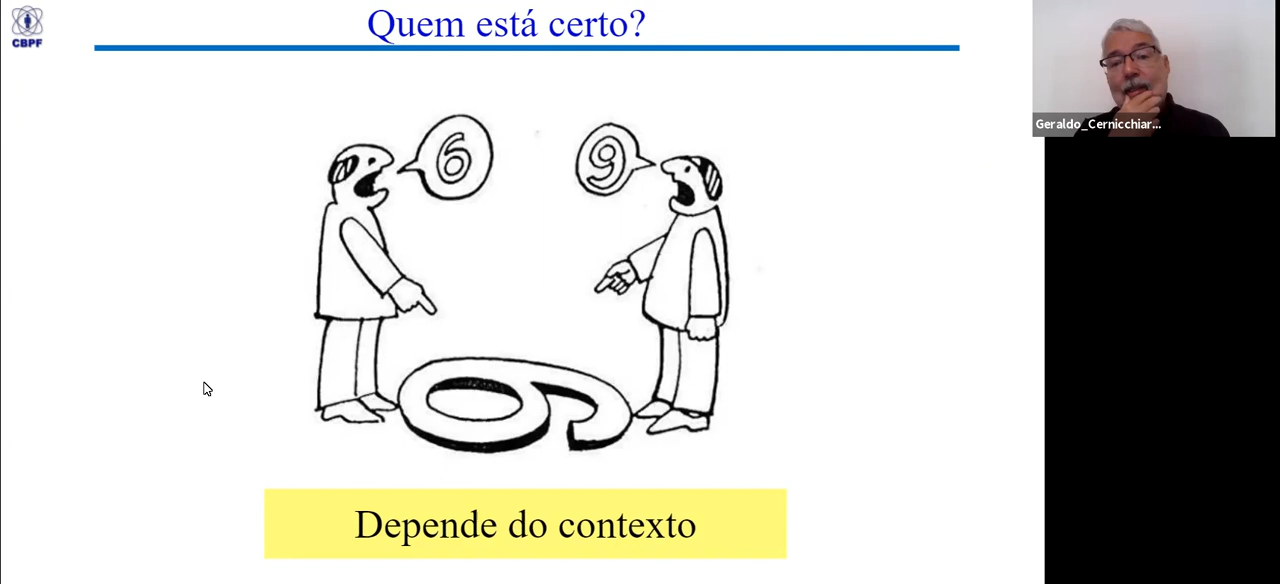 Quem está certo?
CBPF
Geraldo_Cernicchiar...
6
9
Depende do contexto